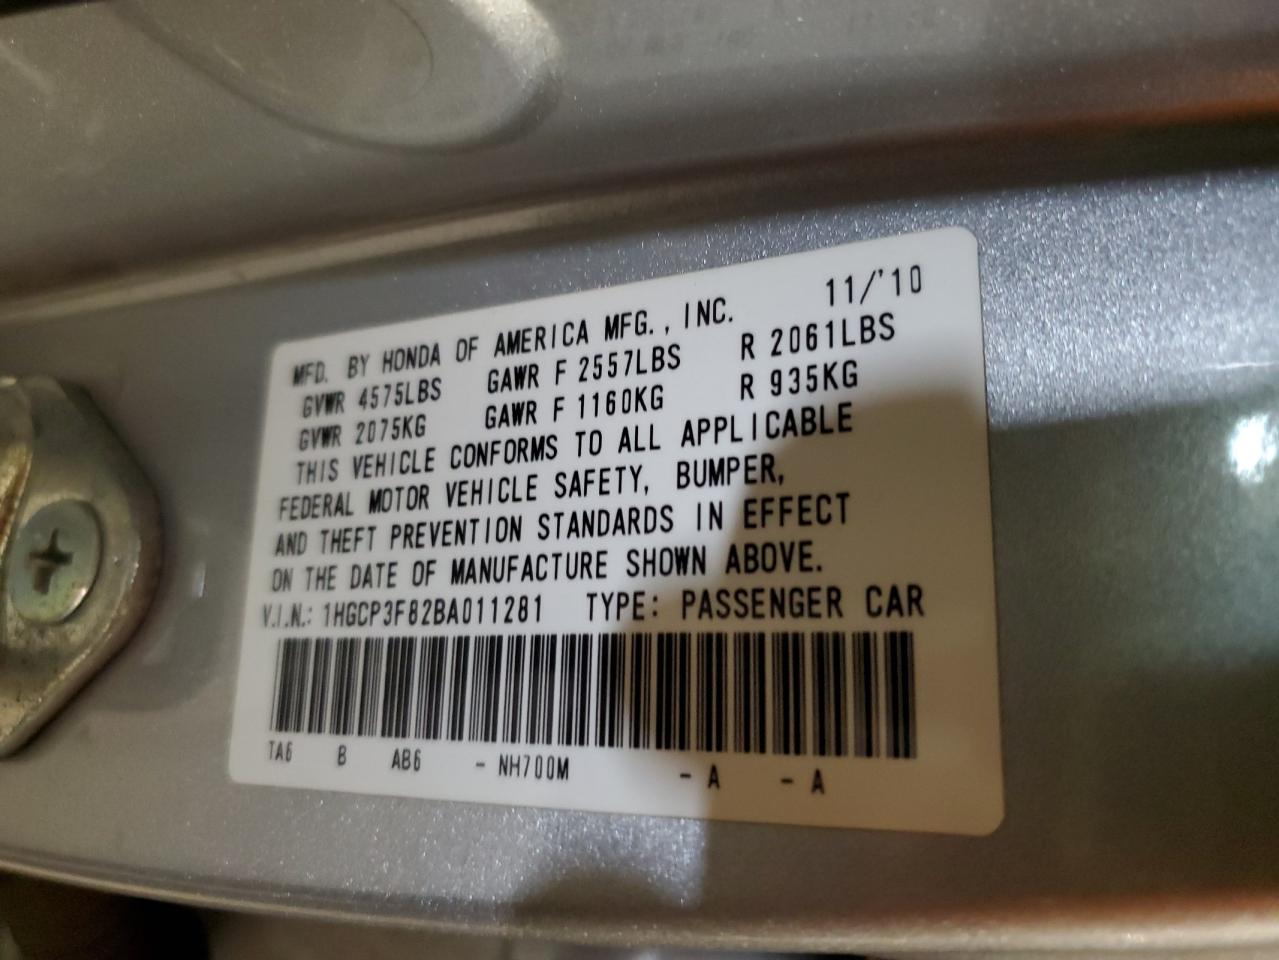 MFD. BY HONDA OF AMERICA MFG., INC. 11/'10
GVWR 4575LBS GAWR F 2557LBS R 2061LBS
GVWR 2075KG GAWR F 1160KG R 935KG
THIS VEHICLE CONFORMS TO ALL APPLICABLE
FEDERAL MOTOR VEHICLE SAFETY, BUMPER,
AND THEFT PREVENTION STANDARDS IN EFFECT
ON THE DATE OF MANUFACTURE SHOWN ABOVE.
V.I.N.: 1HGCP3F82BA011281 TYPE: PASSENGER CAR
TA6 B AB6 - NH700M - A - A